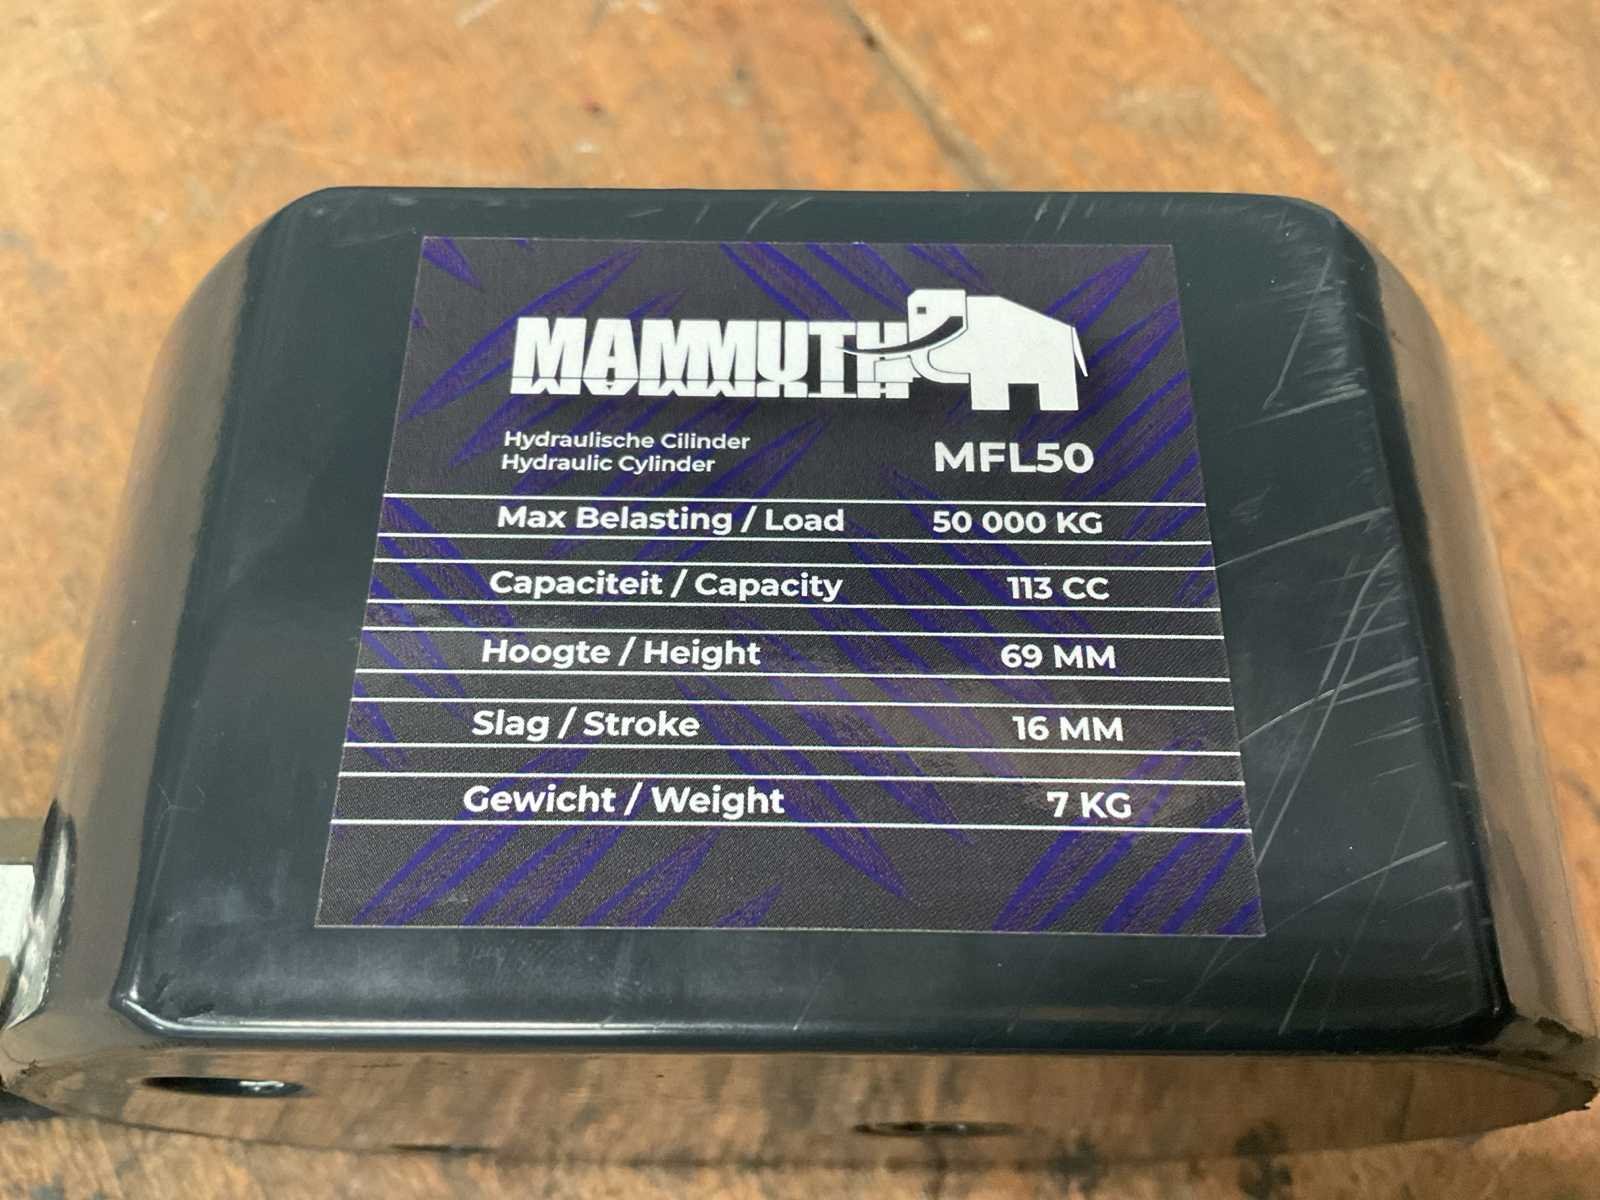 MAMMUTH
Hydraulische Cilinder
Hydraulic Cylinder
MFL50
Max Belasting / Load 50 000 KG
Capaciteit / Capacity 113 CC
Hoogte / Height 69 MM
Slag / Stroke 16 MM
Gewicht / Weight 7 KG